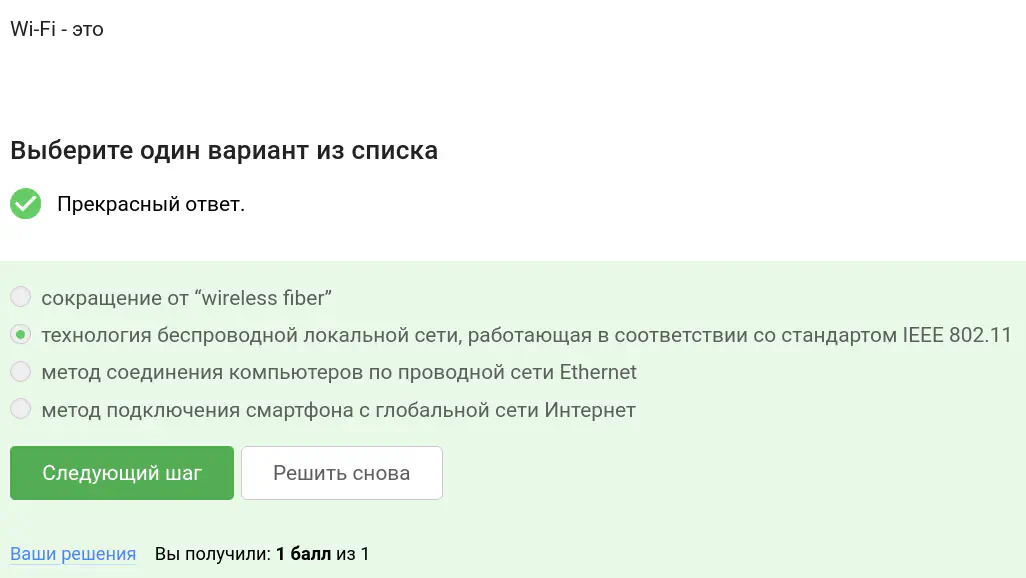 Wi-Fi - это
Выберите один вариант из списка
Прекрасный ответ.
сокращение от “wireless fiber”
технология беспроводной локальной сети, работающая в соответствии со стандартом IEEE 802.11
метод соединения компьютеров по проводной сети Ethernet
метод подключения смартфона с глобальной сети Интернет
Следующий шаг Решить снова
Ваши решения Вы получили: 1 балл из 1